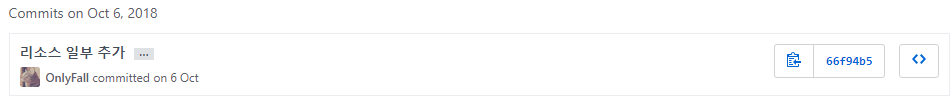 Commits on Oct 6, 2018
리소스 일부 추가 ...
OnlyFall committed on 6 Oct
66f94b5